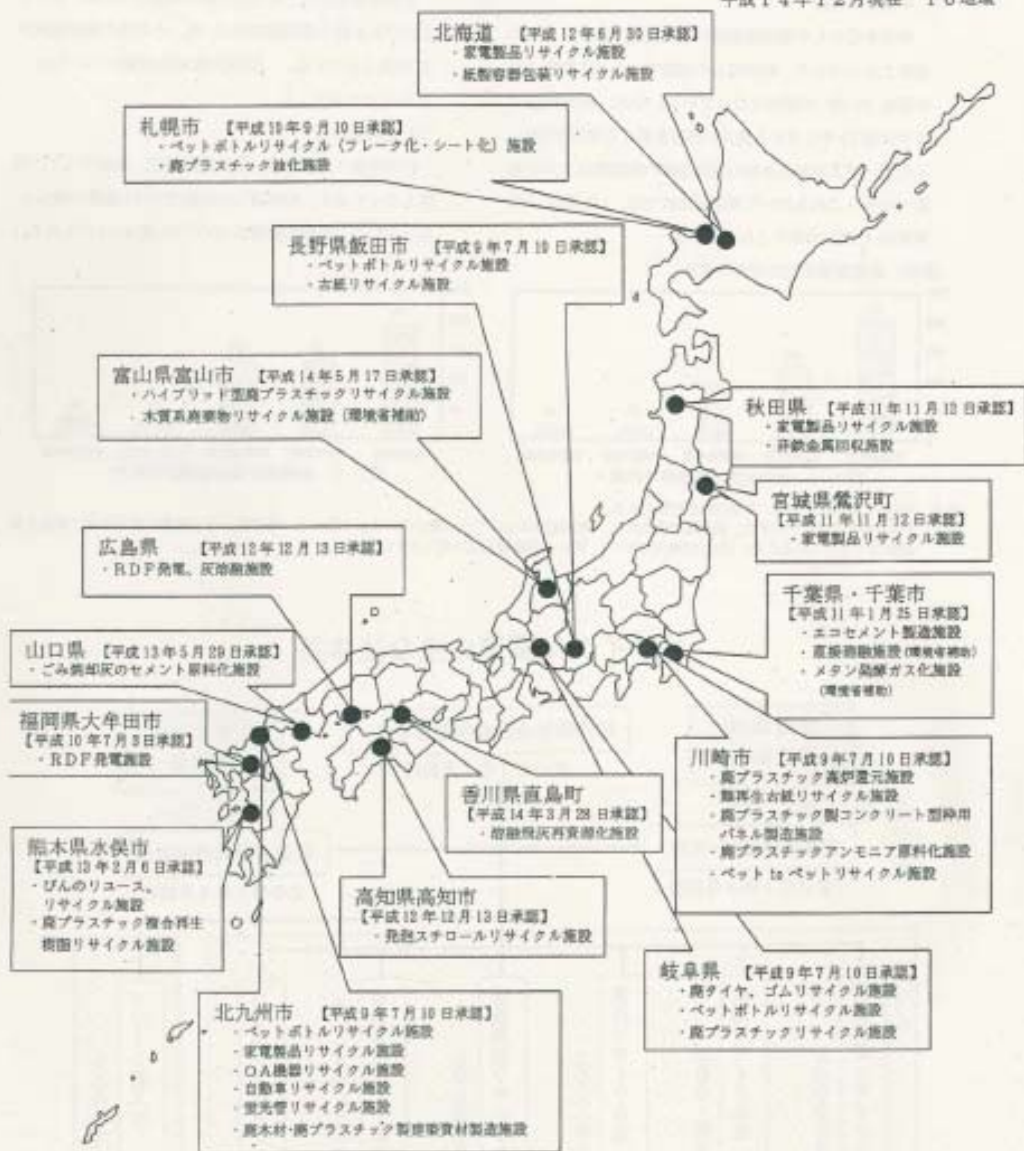 平成14年12月現在 16地域
北海道 【平成12年6月30日承認】
・家電製品リサイクル施設
・紙製容器包装リサイクル施設
札幌市 【平成10年9月10日承認】
・ペットボトルリサイクル（フレーク化・シート化）施設
・廃プラスチック油化施設
長野県飯田市 【平成9年7月10日承認】
・ペットボトルリサイクル施設
・古紙リサイクル施設
富山県富山市 【平成14年5月17日承認】
・ハイブリッド型廃プラスチックリサイクル施設
・木質系廃棄物リサイクル施設（環境省補助）
秋田県 【平成11年11月12日承認】
・家電製品リサイクル施設
・非鉄金属回収施設
宮城県鶯沢町
【平成11年11月12日承認】
・家電製品リサイクル施設
広島県 【平成12年12月13日承認】
・RDF発電、灰溶融施設
千葉県・千葉市
【平成11年1月25日承認】
・エコセメント製造施設
・直接溶融施設（環境省補助）
・メタン発酵ガス化施設
（環境省補助）
山口県 【平成13年5月29日承認】
・ごみ焼却灰のセメント原料化施設
福岡県大牟田市
【平成10年7月3日承認】
・RDF発電施設
川崎市 【平成9年7月10日承認】
・廃プラスチック高炉還元施設
・難再生古紙リサイクル施設
・廃プラスチック製コンクリート型枠用
パネル製造施設
・廃プラスチックアンモニア原料化施設
・ペット to ペットリサイクル施設
香川県直島町
【平成14年3月28日承認】
・溶融飛灰再資源化施設
熊本県水俣市
【平成13年2月6日承認】
・びんのリユース、
リサイクル施設
・廃プラスチック複合再生
樹脂リサイクル施設
高知県高知市
【平成12年12月13日承認】
・発泡スチロールリサイクル施設
岐阜県 【平成9年7月10日承認】
・廃タイヤ、ゴムリサイクル施設
・ペットボトルリサイクル施設
・廃プラスチックリサイクル施設
北九州市 【平成9年7月10日承認】
・ペットボトルリサイクル施設
・家電製品リサイクル施設
・OA機器リサイクル施設
・自動車リサイクル施設
・蛍光管リサイクル施設
・廃木材・廃プラスチック製建築資材製造施設